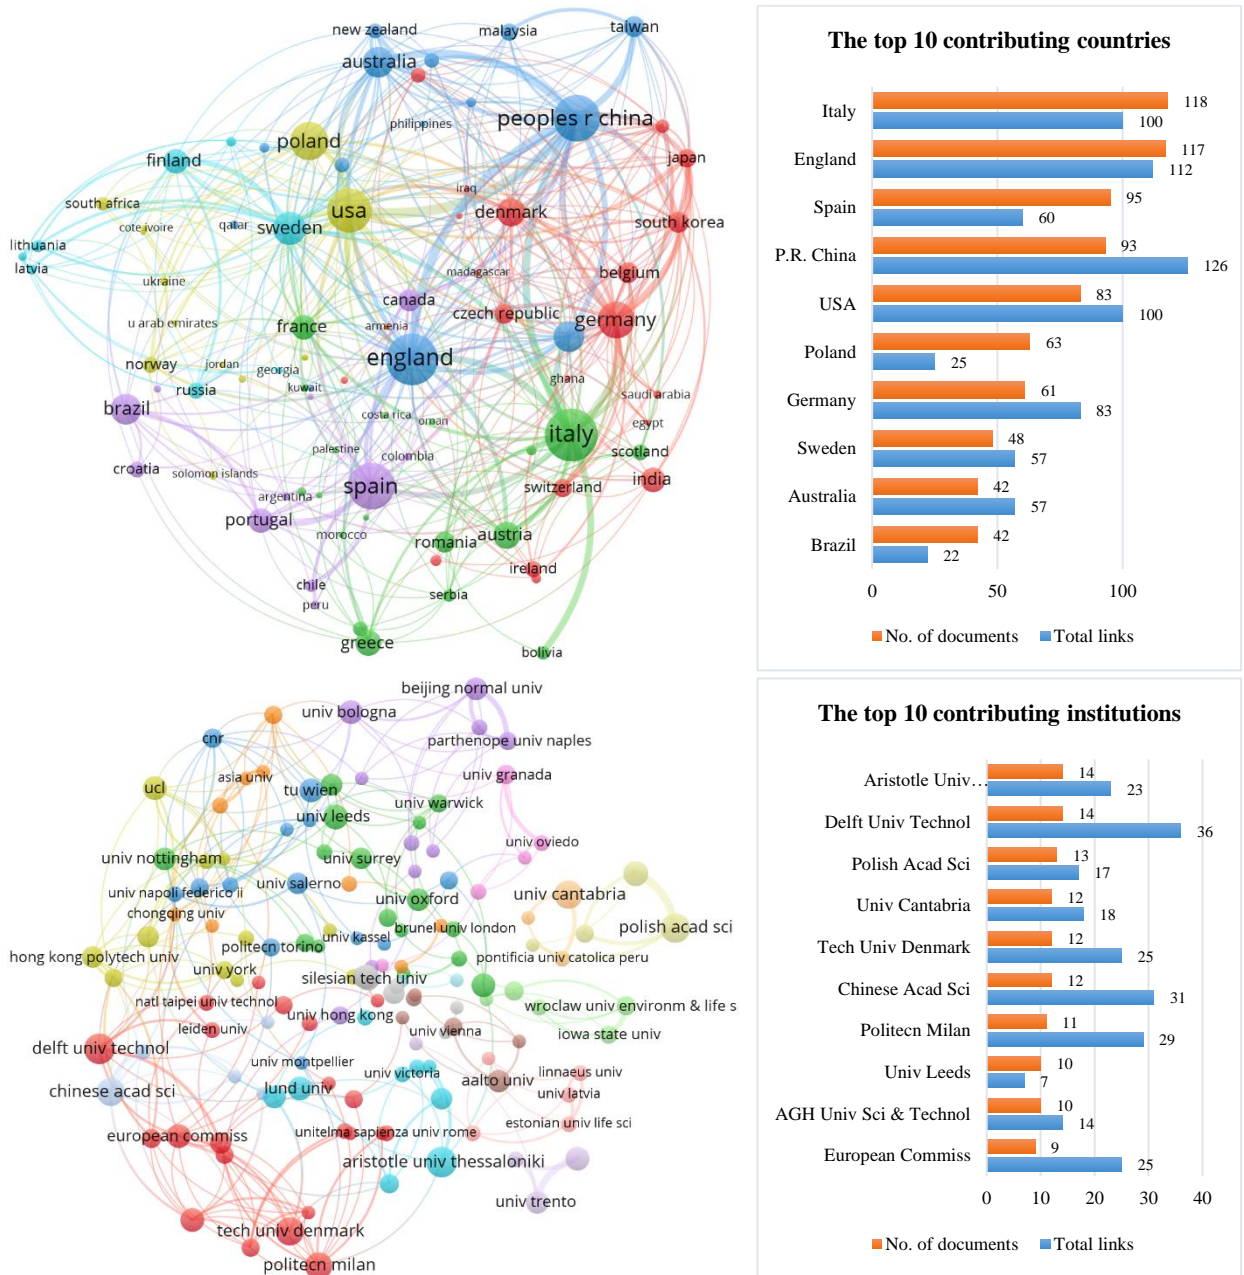 new zealand
malaysia
taiwan
australia
peoples r china
philippines
poland
finland
japan
iraq
south africa
usa
denmark
cote ivoire
qatar
sweden
south korea
lithuania
latvia
madagascar
belgium
ukraine
canada
czech republic
germany
u arab emirates
france
armenia
england
norway
jordan
georgia
ghana
russia
kuwait
saudi arabia
brazil
costa rica
oman
egypt
italy
palestine
colombia
scotland
croatia
solomon islands
spain
switzerland
india
argentina
portugal
morocco
romania
austria
ireland
chile
serbia
peru
greece
bolivia
The top 10 contributing countries
Italy 118
100
England 117
112
Spain 95
60
P.R. China 93
126
USA 83
100
Poland 63
25
Germany 61
83
Sweden 48
57
Australia 42
57
Brazil 42
22
0 50 100
No. of documents Total links
beijing normal univ
univ bologna
cnr
parthenope univ naples
asia univ
univ granada
ucl
tu wien
univ warwick
univ leeds
univ oviedo
univ nottingham
univ surrey
univ napoli federico ii
univ salerno
univ oxford
univ cantabria
chongqing univ
brunel univ london
polish acad sci
univ kassel
politecn torino
hong kong polytech univ
pontificia univ catolica peru
univ york
silesian tech univ
natl taipei univ technol
univ hong kong
wroclaw univ environm & life s
leiden univ
univ vienna
iowa state univ
delft univ technol
univ montpellier
univ victoria
linnaeus univ
chinese acad sci
lund univ
aalto univ
univ latvia
european commiss
unitelma sapienza univ rome
estonian univ life sci
aristotle univ thessaloniki
univ trento
tech univ denmark
politecn milan
The top 10 contributing institutions
Aristotle Univ… 14
23
Delft Univ Technol 14
36
Polish Acad Sci 13
17
Univ Cantabria 12
18
Tech Univ Denmark 12
25
Chinese Acad Sci 12
31
Politecn Milan 11
29
Univ Leeds 10
7
AGH Univ Sci & Technol 10
14
European Commiss 9
25
0 10 20 30 40
No. of documents Total links